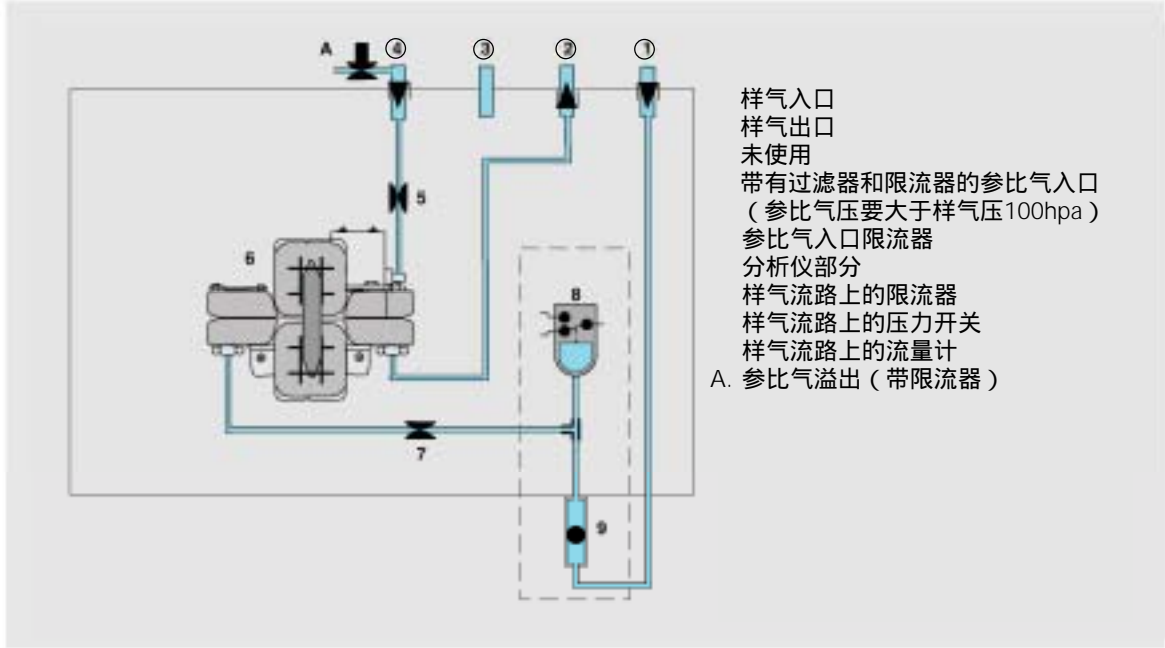 A ④ ③ ② ①
样气入口
样气出口
未使用
带有过滤器和限流器的参比气入口
（参比气压要大于样气压100hpa）
5
参比气入口限流器
6
分析仪部分
样气流路上的限流器
8
样气流路上的压力开关
样气流路上的流量计
A. 参比气溢出（带限流器）
7
9